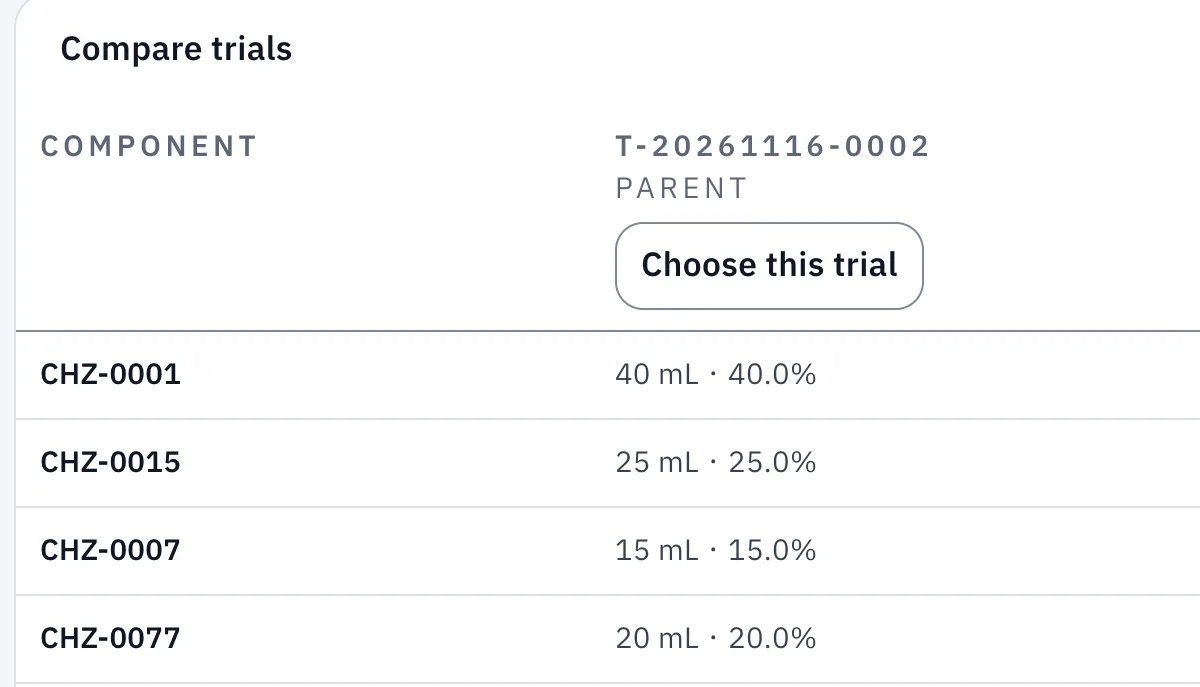 Compare trials
COMPONENT T-20261116-0002
PARENT
Choose this trial
CHZ-0001 40 mL · 40.0%
CHZ-0015 25 mL · 25.0%
CHZ-0007 15 mL · 15.0%
CHZ-0077 20 mL · 20.0%